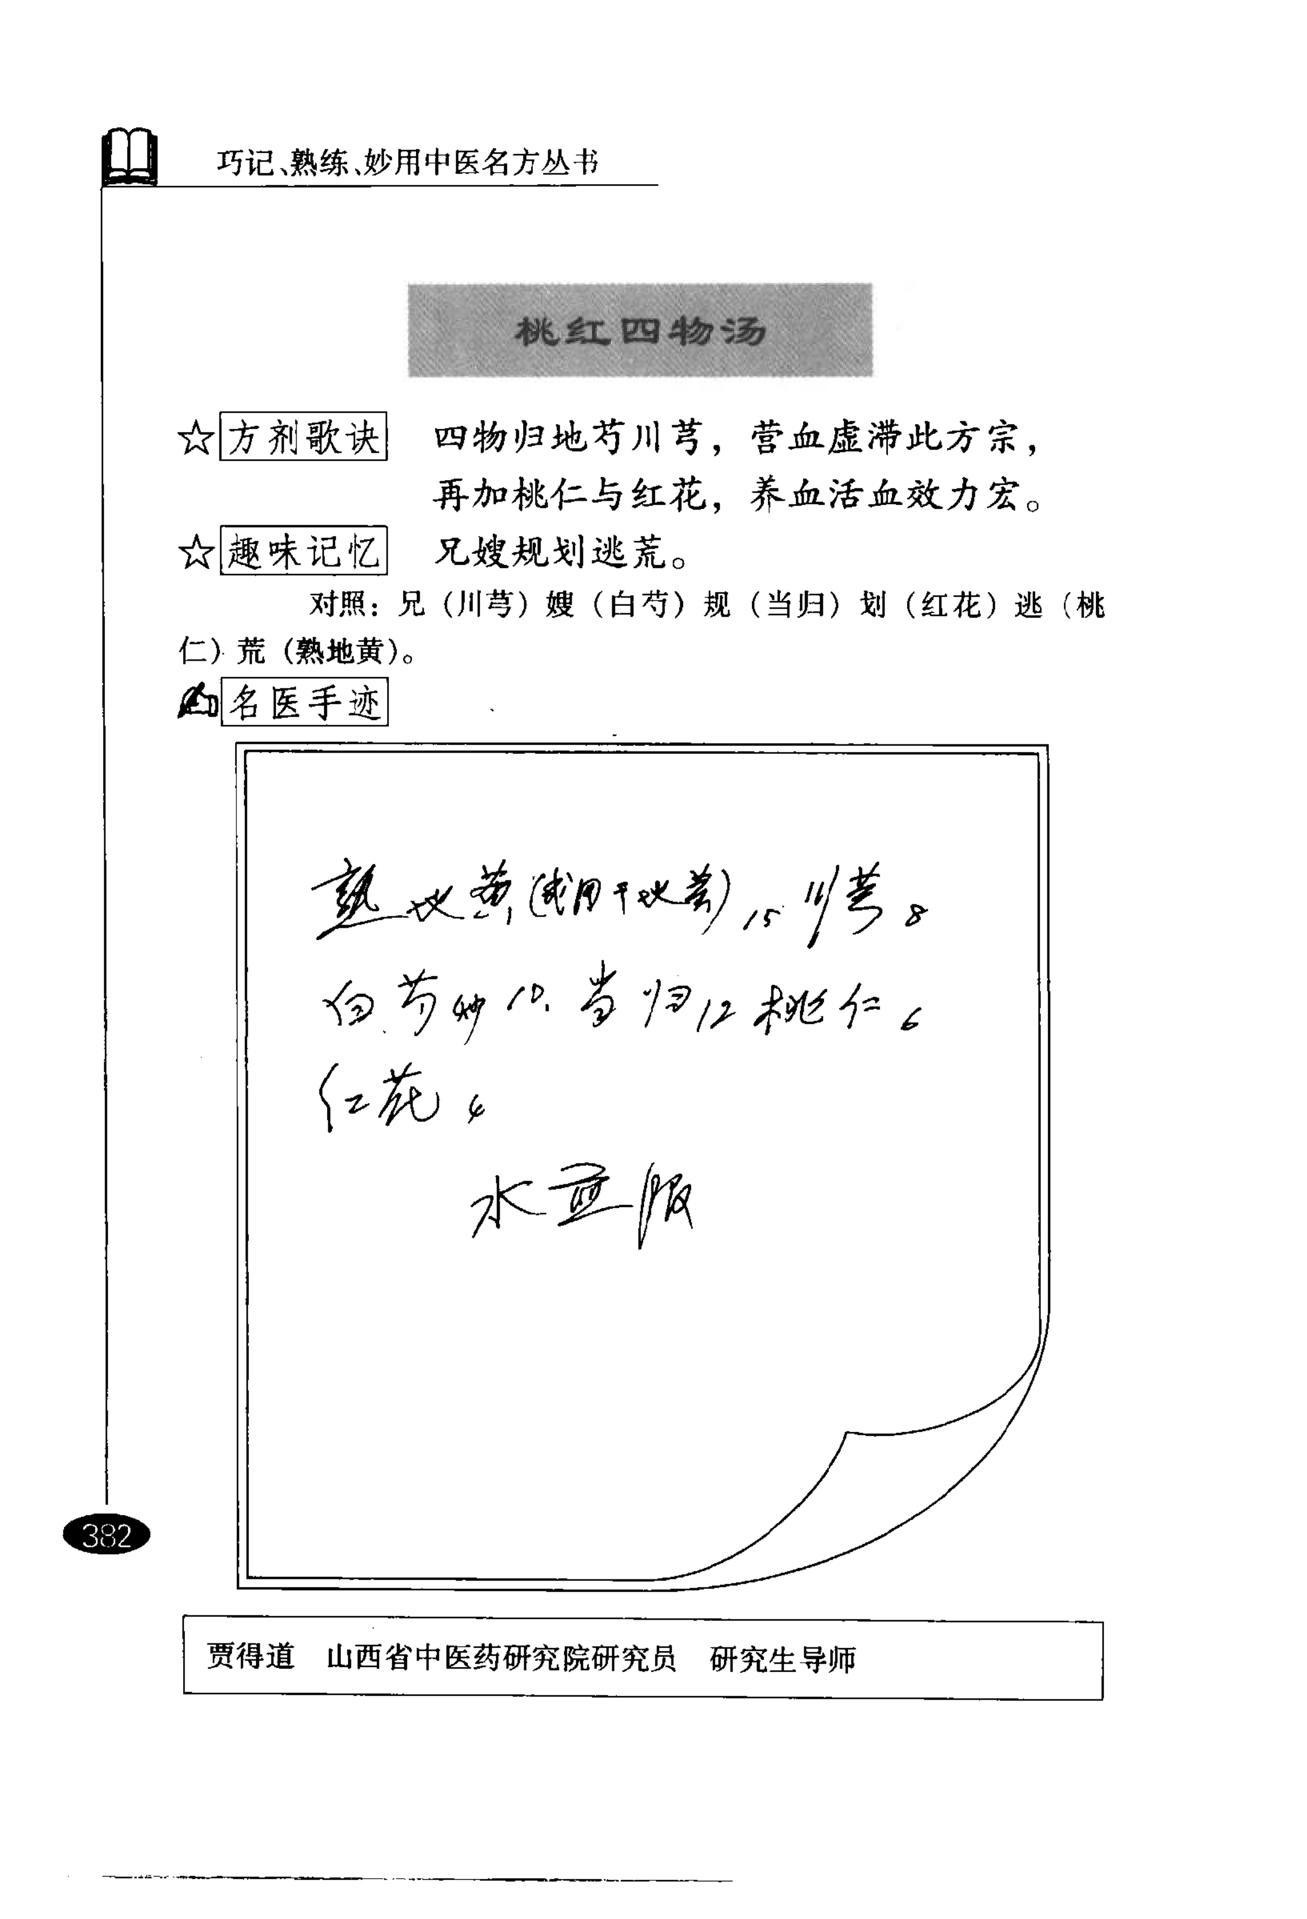 巧记、熟练、妙用中医名方丛书
桃红四物汤
☆方剂歌诀 四物归地芍川芎，营血虚滞此方宗，
再加桃仁与红花，养血活血效力宏。
☆趣味记忆 兄嫂规划逃荒。
对照：兄（川芎）嫂（白芍）规（当归）划（红花）逃（桃
仁）荒（熟地黄）。
名医手迹
熟地黄(或用干地黄)15 川芎8
白芍炒10. 当归12 桃仁6
红花4
水煎服
382
贾得道 山西省中医药研究院研究员 研究生导师